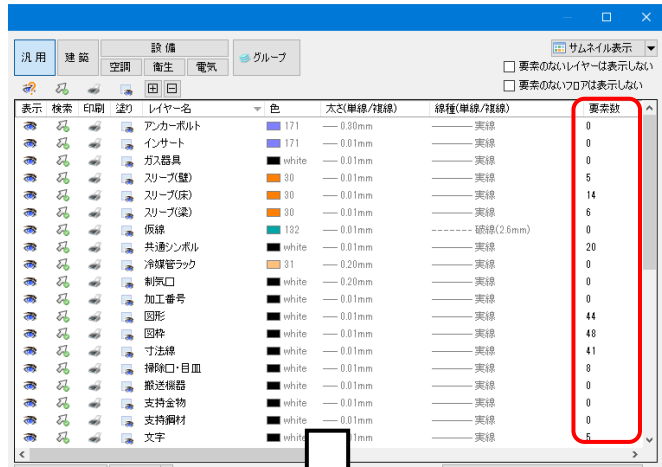 汎用 建築 設備 グループ サムネイル表示
空調 衛生 電気
要素のないレイヤーは表示しない
要素のないフロアは表示しない
表示 検索 印刷 塗り レイヤー名 色 太さ(単線/複線) 線種(単線/複線) 要素数
アンカーボルト 171 0.30mm 実線 0
インサート 171 0.01mm 実線 0
ガス器具 white 0.01mm 実線 0
スリーブ(壁) 30 0.01mm 実線 5
スリーブ(床) 30 0.01mm 実線 14
スリーブ(梁) 30 0.01mm 実線 6
仮線 132 0.01mm 破線(2.6mm) 0
共通シンボル white 0.01mm 実線 20
冷媒管ラック 31 0.20mm 実線 0
制気口 white 0.20mm 実線 0
加工番号 white 0.01mm 実線 0
図形 white 0.01mm 実線 44
図枠 white 0.01mm 実線 48
寸法線 white 0.01mm 実線 41
掃除口・目皿 white 0.01mm 実線 8
搬送機器 white 0.01mm 実線 0
支持金物 white 0.01mm 実線 0
支持鋼材 white 0.01mm 実線 0
文字 white 1mm 実線 5